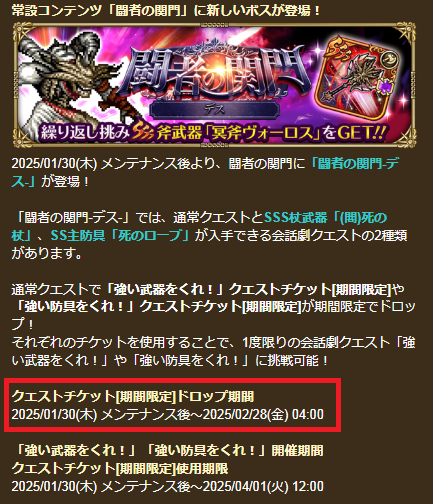 常設コンテンツ「闘者の関門」に新しいボスが登場！
闘者の関門
デス
SS
繰り返し挑みSS斧武器「冥斧ヴォーロス」をGET!!
2025/01/30(木) メンテナンス後より、闘者の関門に「闘者の関門-デ
ス-」が登場！
「闘者の関門-デス-」では、通常クエストとSSS杖武器「(闘)死の
杖」、SS主防具「死のローブ」が入手できる会話劇クエストの2種類
があります。
通常クエストで「強い武器をくれ！」クエストチケット[期間限定]や
「強い防具をくれ！」クエストチケット[期間限定]が期間限定でドロッ
プ！
それぞれのチケットを使用することで、1度限りの会話劇クエスト「強
い武器をくれ！」や「強い防具をくれ！」に挑戦可能！
クエストチケット[期間限定]ドロップ期間
2025/01/30(木) メンテナンス後～2025/02/28(金) 04:00
「強い武器をくれ！」「強い防具をくれ！」開催期間
クエストチケット[期間限定]使用期限
2025/01/30(木) メンテナンス後～2025/04/01(火) 12:00